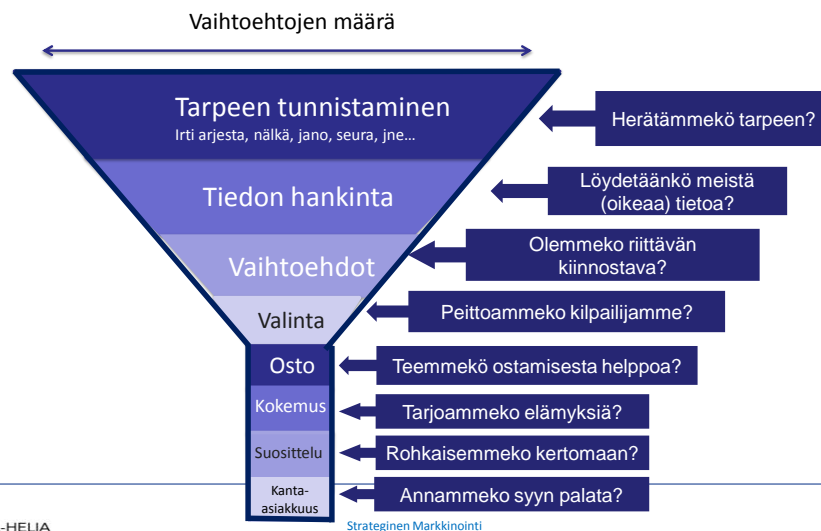 Vaihtoehtojen määrä
Tarpeen tunnistaminen
Irti arjesta, nälkä, jano, seura, jne…
Herätämmekö tarpeen?
Tiedon hankinta
Löydetäänkö meistä
(oikeaa) tietoa?
Vaihtoehdot
Olemmeko riittävän
kiinnostava?
Valinta
Peittoammeko kilpailijamme?
Osto
Teemmekö ostamisesta helppoa?
Kokemus
Tarjoammeko elämyksiä?
Suosittelu
Rohkaisemmeko kertomaan?
Kanta-
asiakkuus
Annammeko syyn palata?
-HELIA
Strateginen Markkinointi